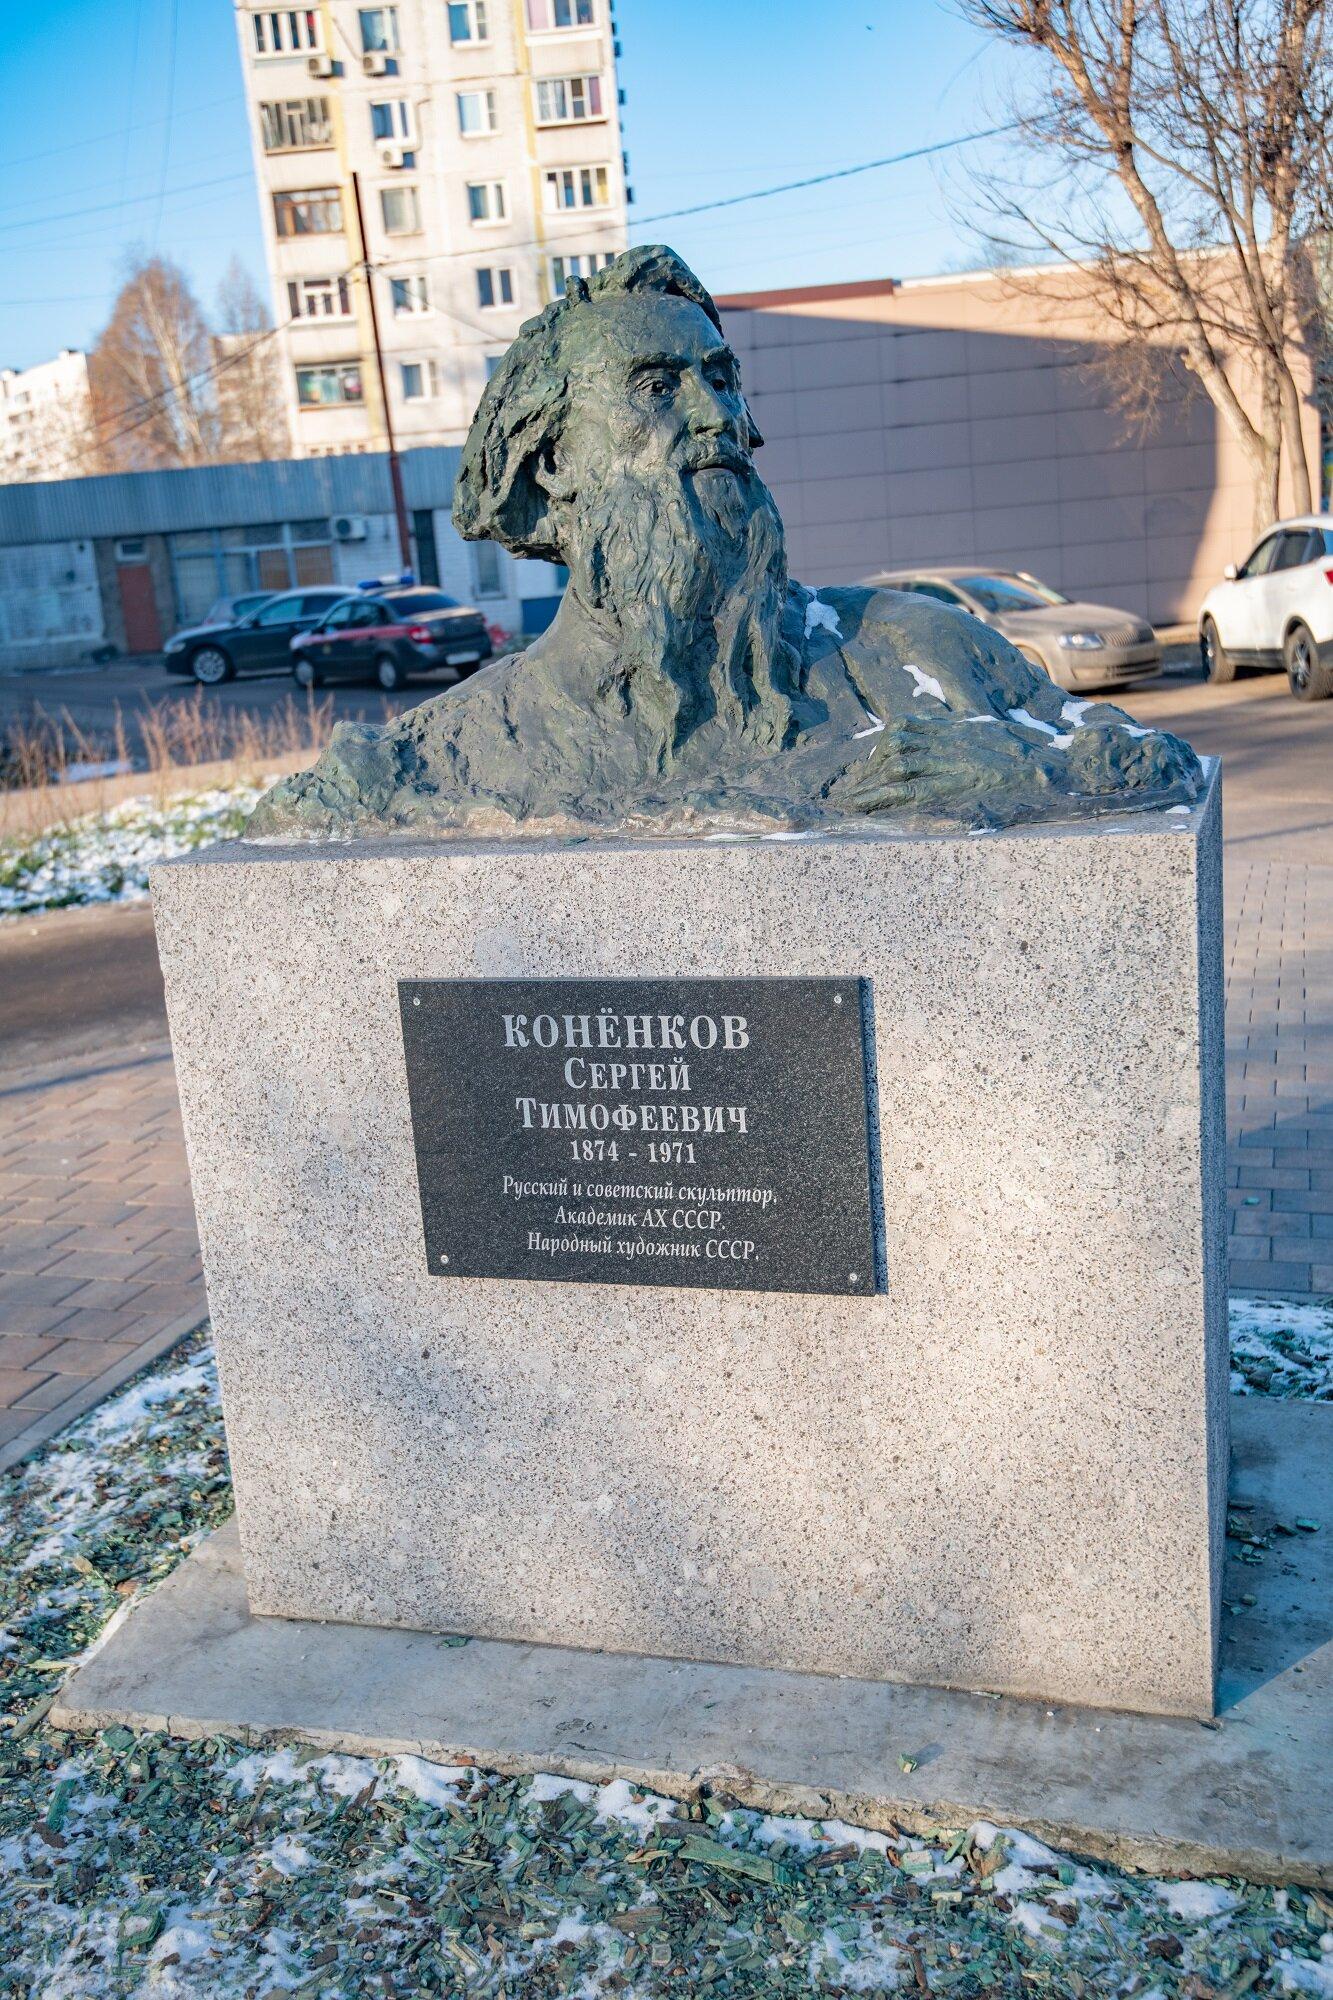 КОНЁНКОВ
СЕРГЕЙ
ТИМОФЕЕВИЧ
1874 - 1971
Русский и советский скульптор,
Академик АХ СССР.
Народный художник СССР.